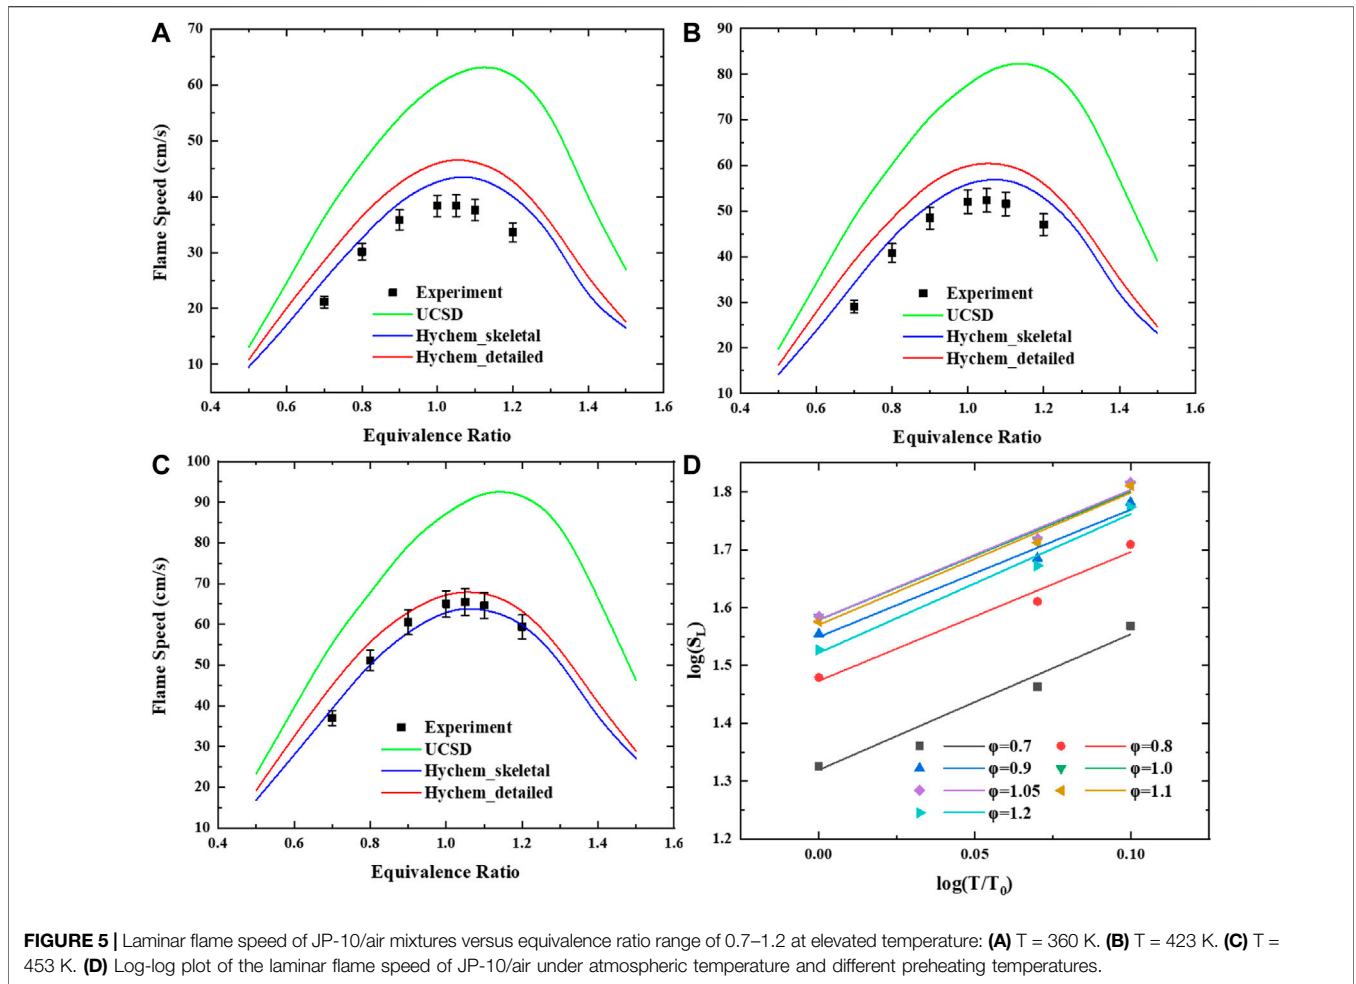 A
70
60
50
40
30
20
10
Flame Speed (cm/s)
Experiment
UCSD
Hychem_skeletal
Hychem_detailed
0.4 0.6 0.8 1.0 1.2 1.4 1.6
Equivalence Ratio
B
90
80
70
60
50
40
30
20
10
Experiment
UCSD
Hychem_skeletal
Hychem_detailed
0.4 0.6 0.8 1.0 1.2 1.4 1.6
Equivalence Ratio
C
100
90
80
70
60
50
40
30
20
10
Flame Speed (cm/s)
Experiment
UCSD
Hychem_skeletal
Hychem_detailed
0.4 0.6 0.8 1.0 1.2 1.4 1.6
Equivalence Ratio
D
1.8
1.7
1.6
1.5
1.4
1.3
1.2
log(S_L)
φ=0.7 φ=0.8
φ=0.9 φ=1.0
φ=1.05 φ=1.1
φ=1.2
0.00 0.05 0.10
log(T/T₀)
FIGURE 5 | Laminar flame speed of JP-10/air mixtures versus equivalence ratio range of 0.7–1.2 at elevated temperature: (A) T = 360 K. (B) T = 423 K. (C) T =
453 K. (D) Log-log plot of the laminar flame speed of JP-10/air under atmospheric temperature and different preheating temperatures.